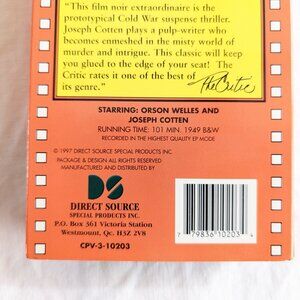 "This film noir extraordinaire is the
prototypical Cold War suspense thriller.
Joseph Cotten plays a pulp-writer who
becomes enmeshed in the misty world of
murder and intrigue. This classic will keep
you glued to the edge of your seat! The
Critic rates it one of the best of
its genre."
The Critic
STARRING: ORSON WELLES AND
JOSEPH COTTEN
RUNNING TIME: 101 MIN. 1949 B&W
RECORDED IN THE HIGHEST QUALITY EP MODE
© 1997 DIRECT SOURCE SPECIAL PRODUCTS INC.
PACKAGE & DESIGN ALL RIGHTS RESERVED
MANUFACTURED AND DISTRIBUTED BY
DS
DIRECT SOURCE
SPECIAL PRODUCTS INC.
P.O. Box 361 Victoria Station
Westmount, Qc. H3Z 2V8
CPV-3-10203
7 79836 10203 4